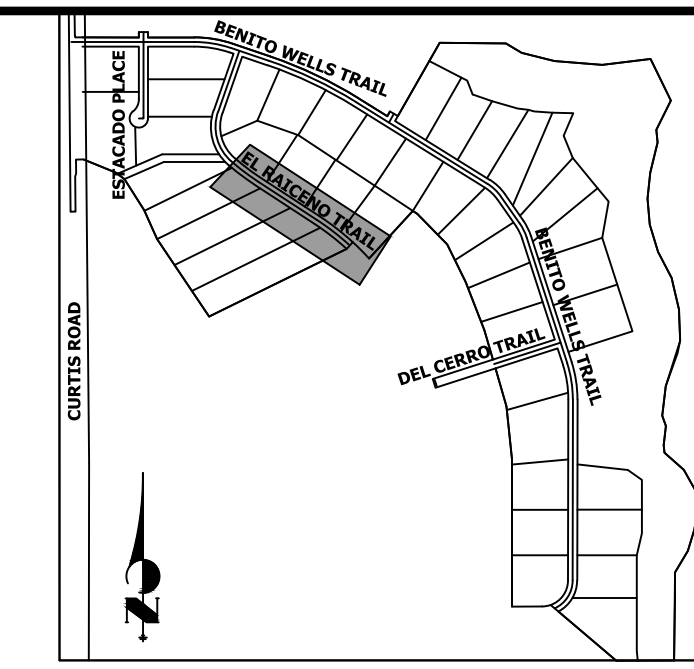 BENITO WELLS TRAIL
ESTACADO PLACE
EL RAICENO TRAIL
BENITO WELLS TRAIL
DEL CERRO TRAIL
CURTIS ROAD
N